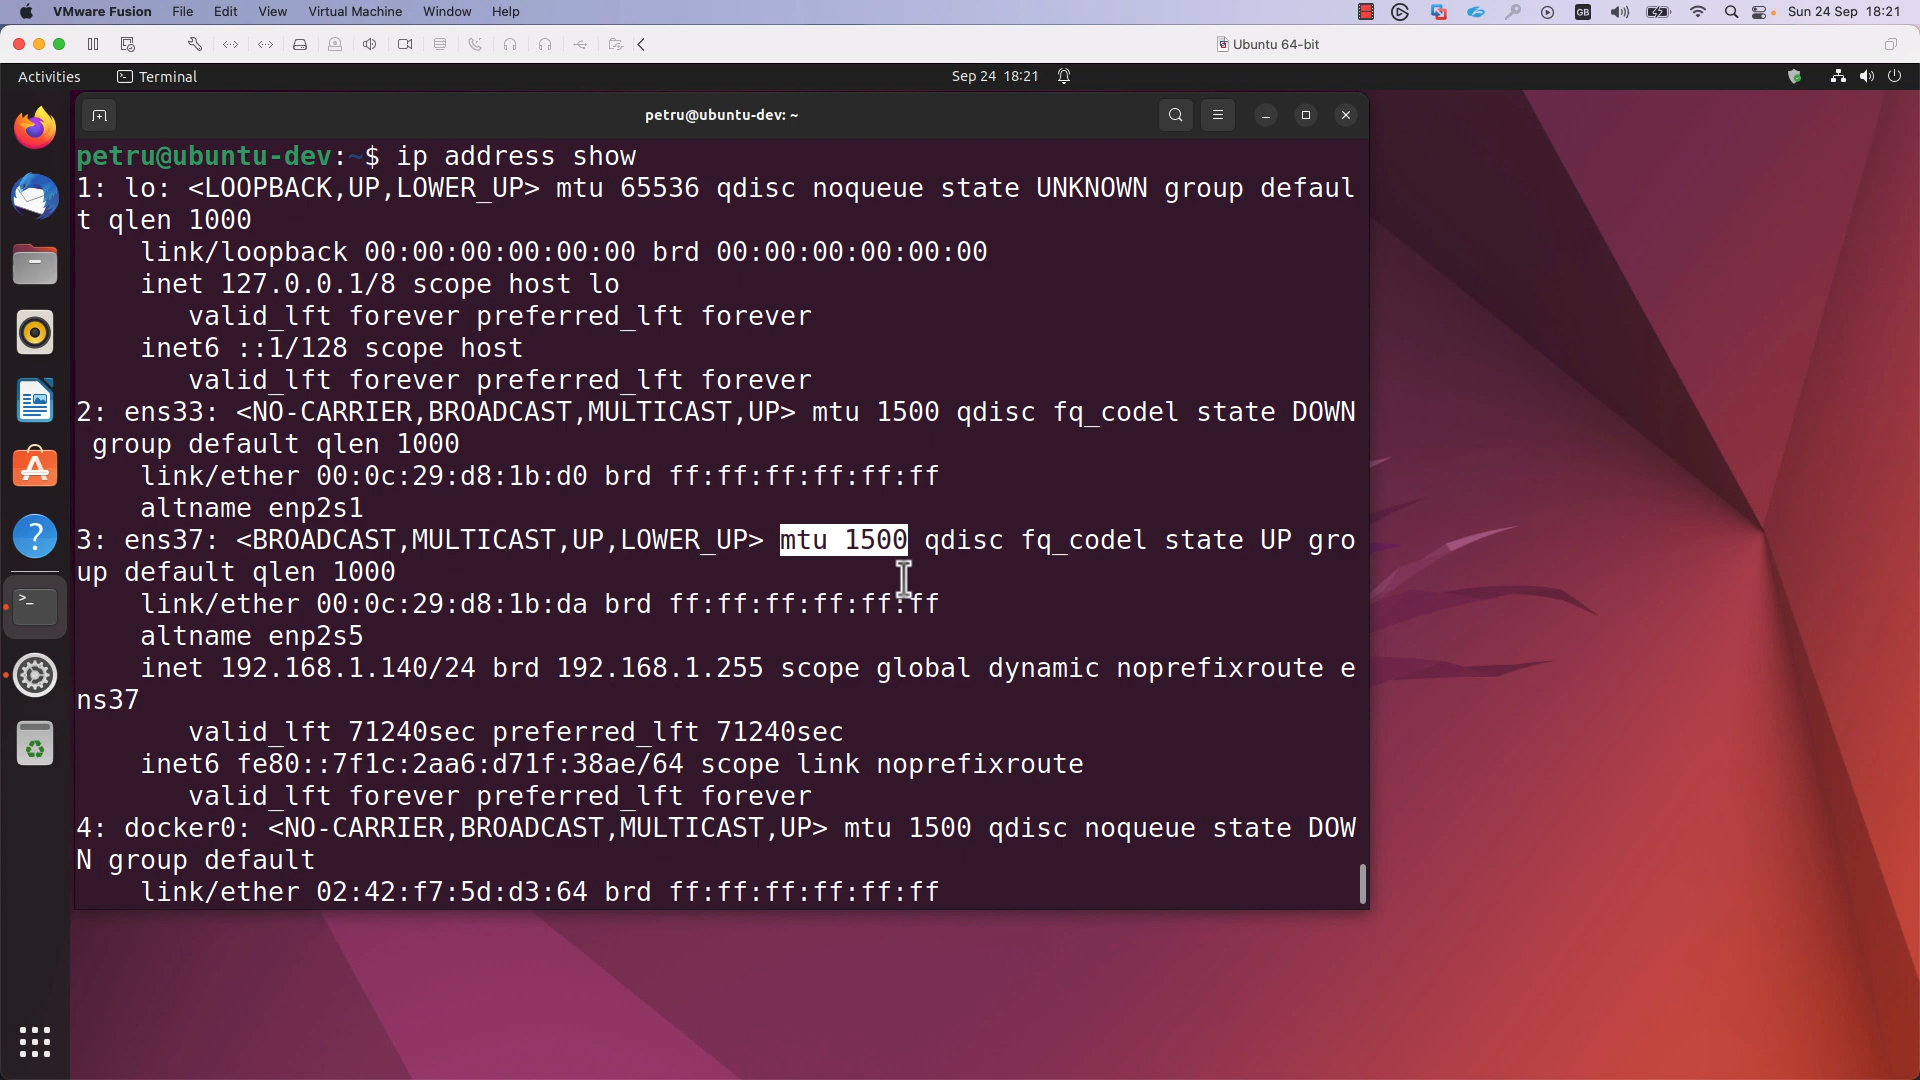 VMware Fusion File Edit View Virtual Machine Window Help GB Sun 24 Sep 18:21
Ubuntu 64-bit
Activities Terminal Sep 24 18:21
petru@ubuntu-dev: ~
petru@ubuntu-dev:~$ ip address show
1: lo: <LOOPBACK,UP,LOWER_UP> mtu 65536 qdisc noqueue state UNKNOWN group defaul
t qlen 1000
    link/loopback 00:00:00:00:00:00 brd 00:00:00:00:00:00
    inet 127.0.0.1/8 scope host lo
       valid_lft forever preferred_lft forever
    inet6 ::1/128 scope host
       valid_lft forever preferred_lft forever
2: ens33: <NO-CARRIER,BROADCAST,MULTICAST,UP> mtu 1500 qdisc fq_codel state DOWN
 group default qlen 1000
    link/ether 00:0c:29:d8:1b:d0 brd ff:ff:ff:ff:ff:ff
    altname enp2s1
3: ens37: <BROADCAST,MULTICAST,UP,LOWER_UP> mtu 1500 qdisc fq_codel state UP gro
up default qlen 1000
    link/ether 00:0c:29:d8:1b:da brd ff:ff:ff:ff:ff:ff
    altname enp2s5
    inet 192.168.1.140/24 brd 192.168.1.255 scope global dynamic noprefixroute e
ns37
       valid_lft 71240sec preferred_lft 71240sec
    inet6 fe80::7f1c:2aa6:d71f:38ae/64 scope link noprefixroute
       valid_lft forever preferred_lft forever
4: docker0: <NO-CARRIER,BROADCAST,MULTICAST,UP> mtu 1500 qdisc noqueue state DOW
N group default
    link/ether 02:42:f7:5d:d3:64 brd ff:ff:ff:ff:ff:ff